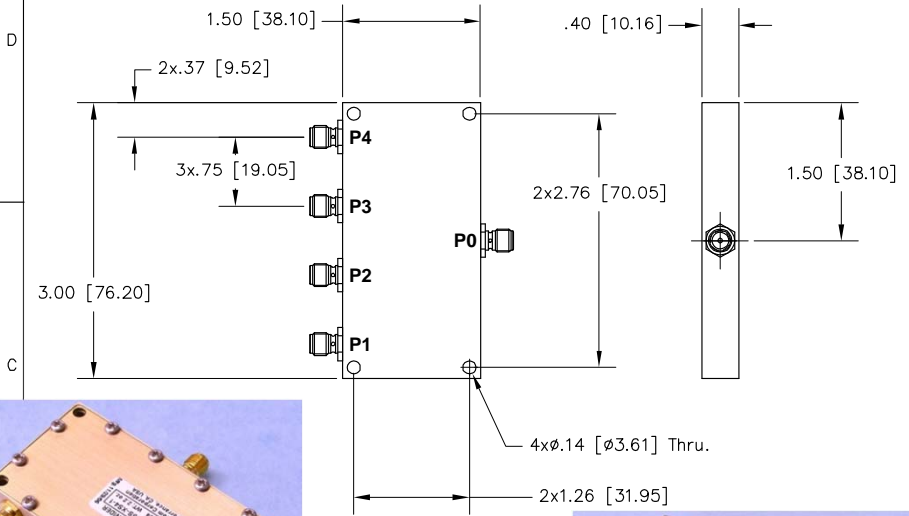 1.50 [38.10]
.40 [10.16]
D
2x.37 [9.52]
P4
3x.75 [19.05]
1.50 [38.10]
2x2.76 [70.05]
P3
P0
P2
3.00 [76.20]
P1
C
4xø.14 [ø3.61] Thru.
2x1.26 [31.95]